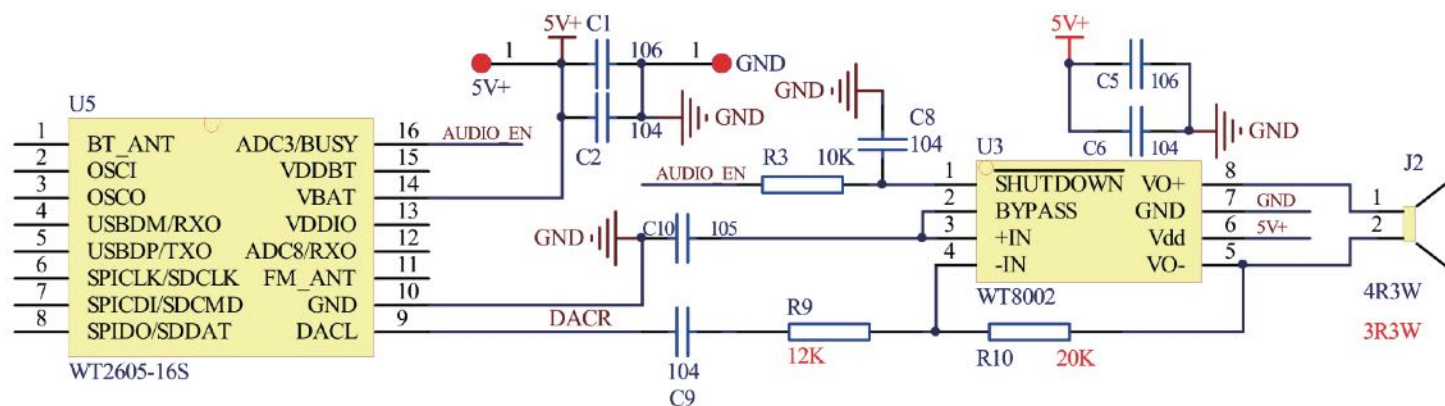 5V+
C1
1
106
1
GND
5V+
104
GND
C2
U5
1
BT_ANT
ADC3/BUSY
16
AUDIO_EN
2
OSCI
VDDBT
15
3
OSCO
VBAT
14
4
USBDM/RXO
VDDIO
13
5
USBDP/TXO
ADC8/RXO
12
6
SPICLK/SDCLK
FM_ANT
11
7
SPICDI/SDCMD
GND
10
8
SPIDO/SDDAT
DACL
9
WT2605-16S
GND
C8
104
AUDIO_EN
R3
10K
GND
C10
105
DACR
104
C9
R9
12K
R10
20K
5V+
C5
106
C6
104
GND
U3
1
SHUTDOWN
VO+
8
2
BYPASS
GND
7
GND
3
+IN
Vdd
6
5V+
4
-IN
VO-
5
WT8002
J2
1
2
4R3W
3R3W